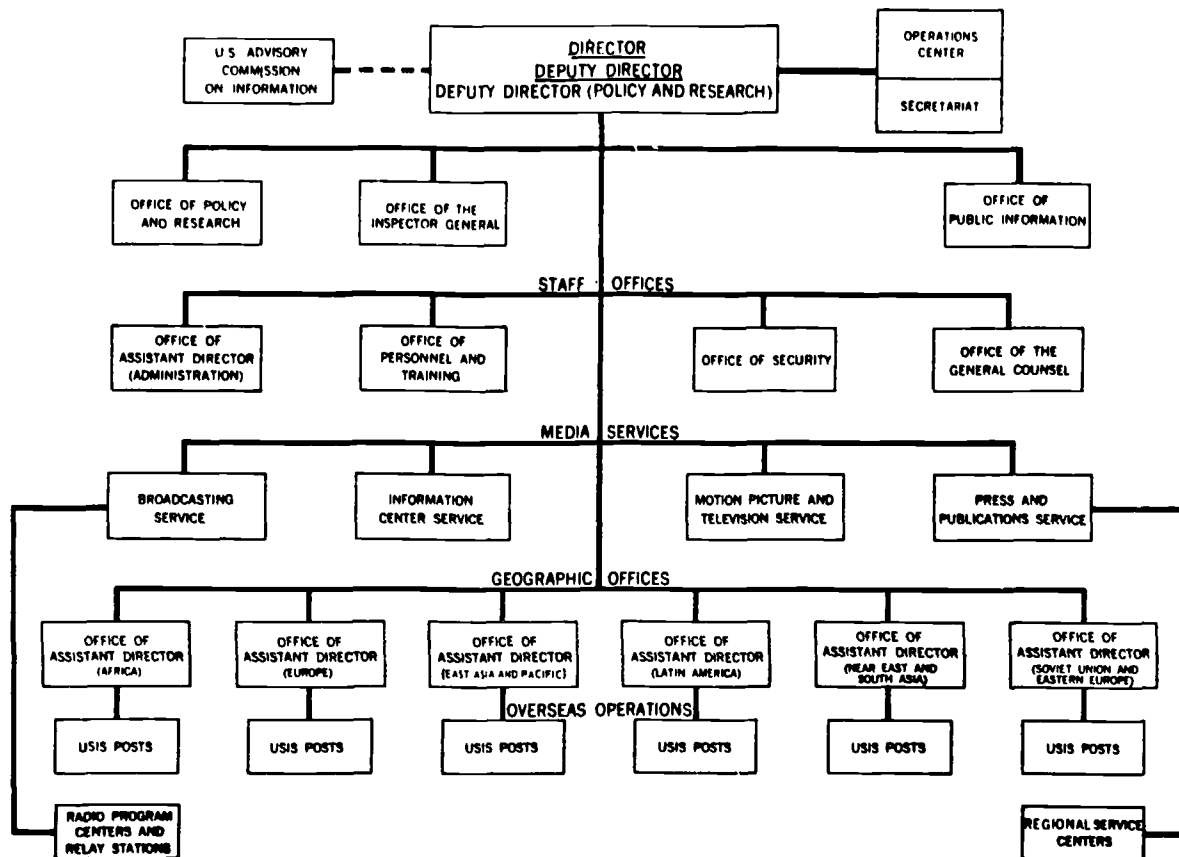 U.S. ADVISORY
COMMISSION
ON INFORMATION
DIRECTOR
DEPUTY DIRECTOR
DEPUTY DIRECTOR (POLICY AND RESEARCH)
OPERATIONS
CENTER
SECRETARIAT
OFFICE OF POLICY
AND RESEARCH
OFFICE OF THE
INSPECTOR GENERAL
OFFICE OF
PUBLIC INFORMATION
STAFF OFFICES
OFFICE OF
ASSISTANT DIRECTOR
(ADMINISTRATION)
OFFICE OF
PERSONNEL AND
TRAINING
OFFICE OF SECURITY
OFFICE OF THE
GENERAL COUNSEL
MEDIA SERVICES
BROADCASTING
SERVICE
INFORMATION
CENTER SERVICE
MOTION PICTURE AND
TELEVISION SERVICE
PRESS AND
PUBLICATIONS SERVICE
GEOGRAPHIC OFFICES
OFFICE OF
ASSISTANT DIRECTOR
(AFRICA)
OFFICE OF
ASSISTANT DIRECTOR
(EUROPE)
OFFICE OF
ASSISTANT DIRECTOR
(EAST ASIA AND PACIFIC)
OFFICE OF
ASSISTANT DIRECTOR
(LATIN AMERICA)
OFFICE OF
ASSISTANT DIRECTOR
(NEAR EAST AND
SOUTH ASIA)
OFFICE OF
ASSISTANT DIRECTOR
(SOVIET UNION AND
EASTERN EUROPE)
OVERSEAS OPERATIONS
USIS POSTS
USIS POSTS
USIS POSTS
USIS POSTS
USIS POSTS
USIS POSTS
RADIO PROGRAM
CENTERS AND
RELAY STATIONS
REGIONAL SERVICE
CENTERS